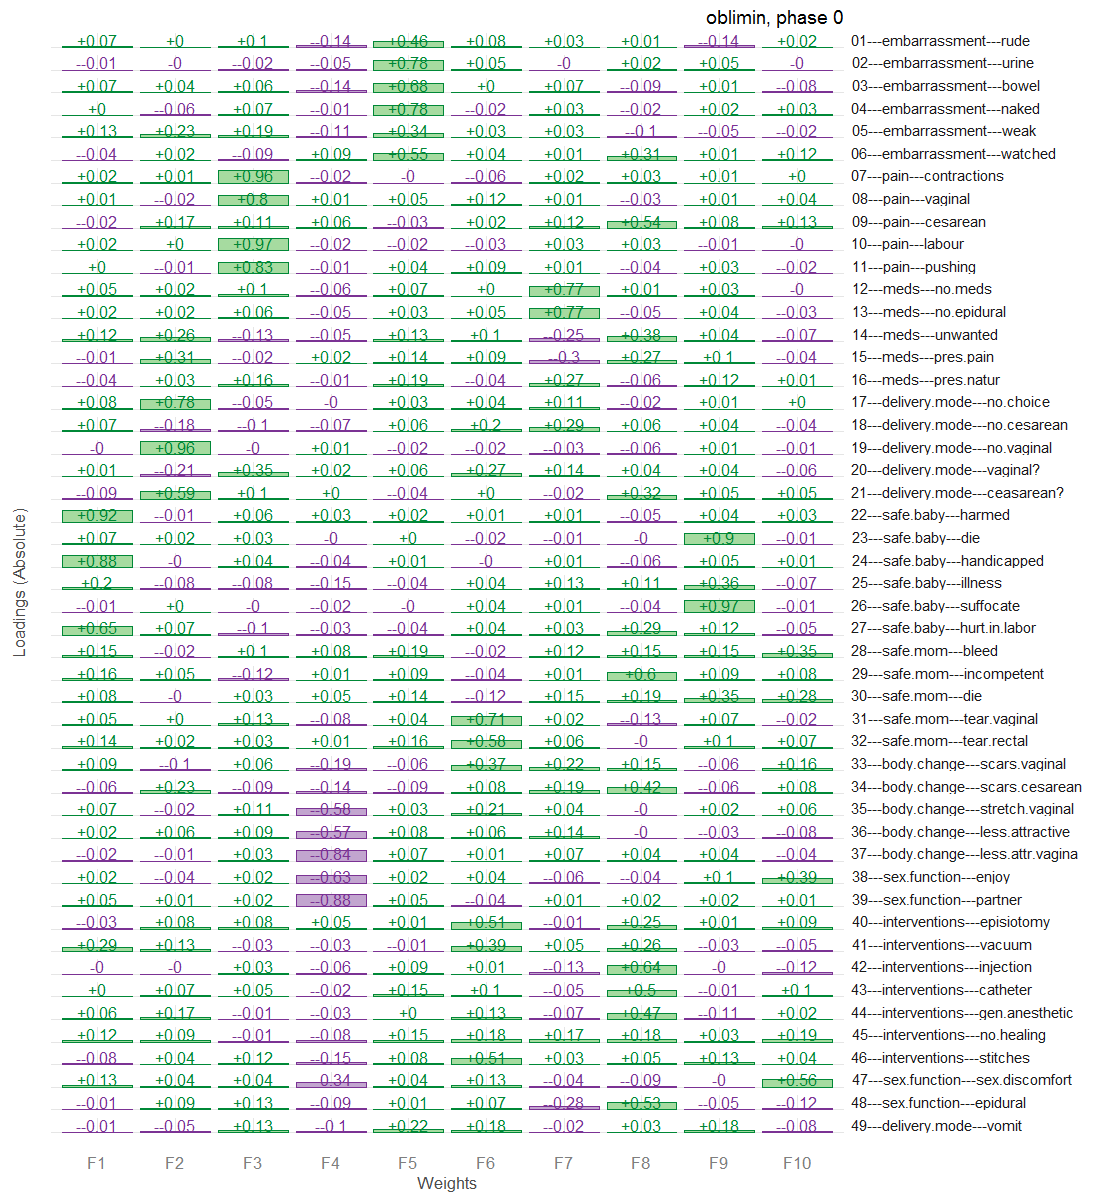 oblimin, phase 0
+0.07 +0 +0.1 --0.14 +0.46 +0.08 +0.03 +0.01 --0.14 +0.02 01---embarrassment---rude
--0.01 -0 --0.02 --0.05 +0.78 +0.05 -0 +0.02 +0.05 -0 02---embarrassment---urine
+0.07 +0.04 +0.06 --0.14 +0.68 +0 +0.07 --0.09 +0.01 --0.08 03---embarrassment---bowel
+0 --0.06 +0.07 --0.01 +0.78 --0.02 +0.03 --0.02 +0.02 +0.03 04---embarrassment---naked
+0.13 +0.23 +0.19 --0.11 +0.34 +0.03 +0.03 --0.1 --0.05 --0.02 05---embarrassment---weak
--0.04 +0.02 --0.09 +0.09 +0.55 +0.04 +0.01 +0.31 +0.01 +0.12 06---embarrassment---watched
+0.02 +0.01 +0.96 --0.02 -0 --0.06 +0.02 +0.03 +0.01 +0 07---pain---contractions
+0.01 --0.02 +0.8 +0.01 +0.05 +0.12 +0.01 --0.03 +0.01 +0.04 08---pain---vaginal
--0.02 +0.17 +0.11 +0.06 --0.03 +0.02 +0.12 +0.54 +0.08 +0.13 09---pain---cesarean
+0.02 +0 +0.97 --0.02 --0.02 --0.03 +0.03 +0.03 --0.01 -0 10---pain---labour
+0 --0.01 +0.83 --0.01 +0.04 +0.09 +0.01 --0.04 +0.03 --0.02 11---pain---pushing
+0.05 +0.02 +0.1 --0.06 +0.07 +0 +0.77 +0.01 +0.03 -0 12---meds---no.meds
+0.02 +0.02 +0.06 --0.05 +0.03 +0.05 +0.77 --0.05 +0.04 --0.03 13---meds---no.epidural
+0.12 +0.26 --0.13 --0.05 +0.13 +0.1 --0.25 +0.38 +0.04 --0.07 14---meds---unwanted
--0.01 +0.31 --0.02 +0.02 +0.14 +0.09 --0.3 +0.27 +0.1 --0.04 15---meds---pres.pain
--0.04 +0.03 +0.16 --0.01 +0.19 --0.04 +0.27 --0.06 +0.12 +0.01 16---meds---pres.natur
+0.08 +0.78 --0.05 -0 +0.03 +0.04 +0.11 --0.02 +0.01 +0 17---delivery.mode---no.choice
+0.07 --0.18 --0.1 --0.07 +0.06 +0.2 +0.29 +0.06 +0.04 --0.04 18---delivery.mode---no.cesarean
-0 +0.96 -0 +0.01 --0.02 --0.02 --0.03 --0.06 +0.01 --0.01 19---delivery.mode---no.vaginal
+0.01 --0.21 +0.35 +0.02 +0.06 +0.27 +0.14 +0.04 +0.04 --0.06 20---delivery.mode---vaginal?
--0.09 +0.59 +0.1 +0 --0.04 +0 --0.02 +0.32 +0.05 +0.05 21---delivery.mode---ceasarean?
+0.92 --0.01 +0.06 +0.03 +0.02 +0.01 +0.01 --0.05 +0.04 +0.03 22---safe.baby---harmed
+0.07 +0.02 +0.03 -0 +0 --0.02 --0.01 -0 +0.9 --0.01 23---safe.baby---die
+0.88 -0 +0.04 --0.04 +0.01 -0 +0.01 --0.06 +0.05 +0.01 24---safe.baby---handicapped
+0.2 --0.08 --0.08 --0.15 --0.04 +0.04 +0.13 +0.11 +0.36 --0.07 25---safe.baby---illness
--0.01 +0 -0 --0.02 -0 +0.04 +0.01 --0.04 +0.97 --0.01 26---safe.baby---suffocate
+0.65 +0.07 --0.1 --0.03 --0.04 +0.04 +0.03 +0.29 +0.12 --0.05 27---safe.baby---hurt.in.labor
+0.15 --0.02 +0.1 +0.08 +0.19 --0.02 +0.12 +0.15 +0.15 +0.35 28---safe.mom---bleed
+0.16 +0.05 --0.12 +0.01 +0.09 --0.04 +0.01 +0.6 +0.09 +0.08 29---safe.mom---incompetent
+0.08 -0 +0.03 +0.05 +0.14 --0.12 +0.15 +0.19 +0.35 +0.28 30---safe.mom---die
+0.05 +0 +0.13 --0.08 +0.04 +0.71 +0.02 --0.13 +0.07 --0.02 31---safe.mom---tear.vaginal
+0.14 +0.02 +0.03 +0.01 +0.16 +0.58 +0.06 -0 +0.1 +0.07 32---safe.mom---tear.rectal
+0.09 --0.1 +0.06 --0.19 --0.06 +0.37 +0.22 +0.15 --0.06 +0.16 33---body.change---scars.vaginal
--0.06 +0.23 --0.09 --0.14 --0.09 +0.08 +0.19 +0.42 --0.06 +0.08 34---body.change---scars.cesarean
+0.07 --0.02 +0.11 --0.58 +0.06 +0.21 +0.04 -0 +0.02 +0.06 35---body.change---stretch.vaginal
+0.02 +0.06 +0.09 --0.57 +0.08 +0.06 +0.14 -0 --0.03 --0.08 36---body.change---less.attractive
--0.02 --0.01 +0.03 --0.84 +0.07 +0.01 +0.07 +0.04 +0.04 --0.04 37---body.change---less.attr.vagina
+0.02 --0.04 +0.02 --0.63 +0.02 +0.04 --0.06 --0.04 +0.1 +0.39 38---sex.function---enjoy
+0.05 +0.01 +0.02 --0.88 +0.05 --0.04 +0.01 +0.02 +0.02 +0.01 39---sex.function---partner
--0.03 +0.08 +0.08 +0.05 +0.01 +0.51 --0.01 +0.25 +0.01 +0.09 40---interventions---episiotomy
+0.29 +0.13 --0.03 --0.03 --0.01 +0.39 +0.05 +0.26 --0.03 --0.05 41---interventions---vacuum
-0 -0 +0.03 --0.06 +0.09 +0.01 --0.13 +0.64 -0 --0.12 42---interventions---injection
+0 +0.07 +0.05 --0.02 +0.15 +0.1 --0.05 +0.5 --0.01 +0.1 43---interventions---catheter
+0.06 +0.17 --0.01 --0.03 +0 +0.13 --0.07 +0.47 --0.11 +0.02 44---interventions---gen.anesthetic
+0.12 +0.09 --0.01 --0.08 +0.15 +0.18 +0.17 +0.18 +0.03 +0.19 45---interventions---no.healing
--0.08 +0.04 +0.12 --0.15 +0.08 +0.51 +0.03 +0.05 +0.13 +0.04 46---interventions---stitches
+0.13 +0.04 +0.04 --0.34 +0.04 +0.13 --0.04 --0.09 -0 +0.56 47---sex.function---sex.discomfort
--0.01 +0.09 +0.13 --0.09 +0.01 +0.07 --0.28 +0.53 --0.05 --0.12 48---sex.function---epidural
--0.01 --0.05 +0.13 --0.1 +0.22 +0.18 --0.02 +0.03 +0.18 --0.08 49---delivery.mode---vomit
F1 F2 F3 F4 F5 F6 F7 F8 F9 F10
Weights
Loadings (Absolute)